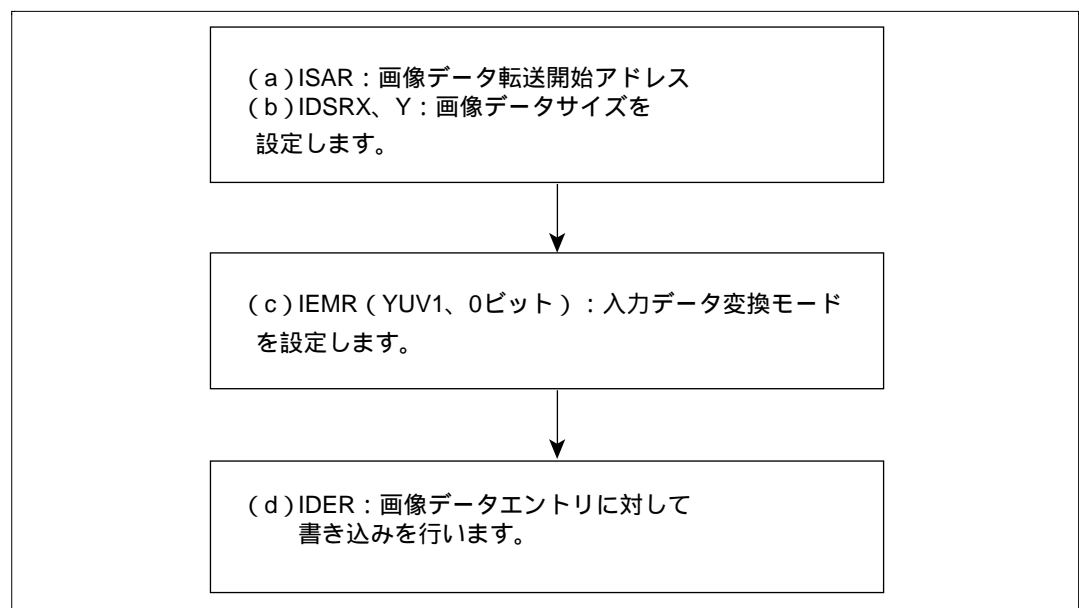 (a)ISAR：画像データ転送開始アドレス
(b)IDSRX、Y：画像データサイズを
設定します。
(c)IEMR（YUV1、0ビット）：入力データ変換モード
を設定します。
(d)IDER：画像データエントリに対して
書き込みを行います。